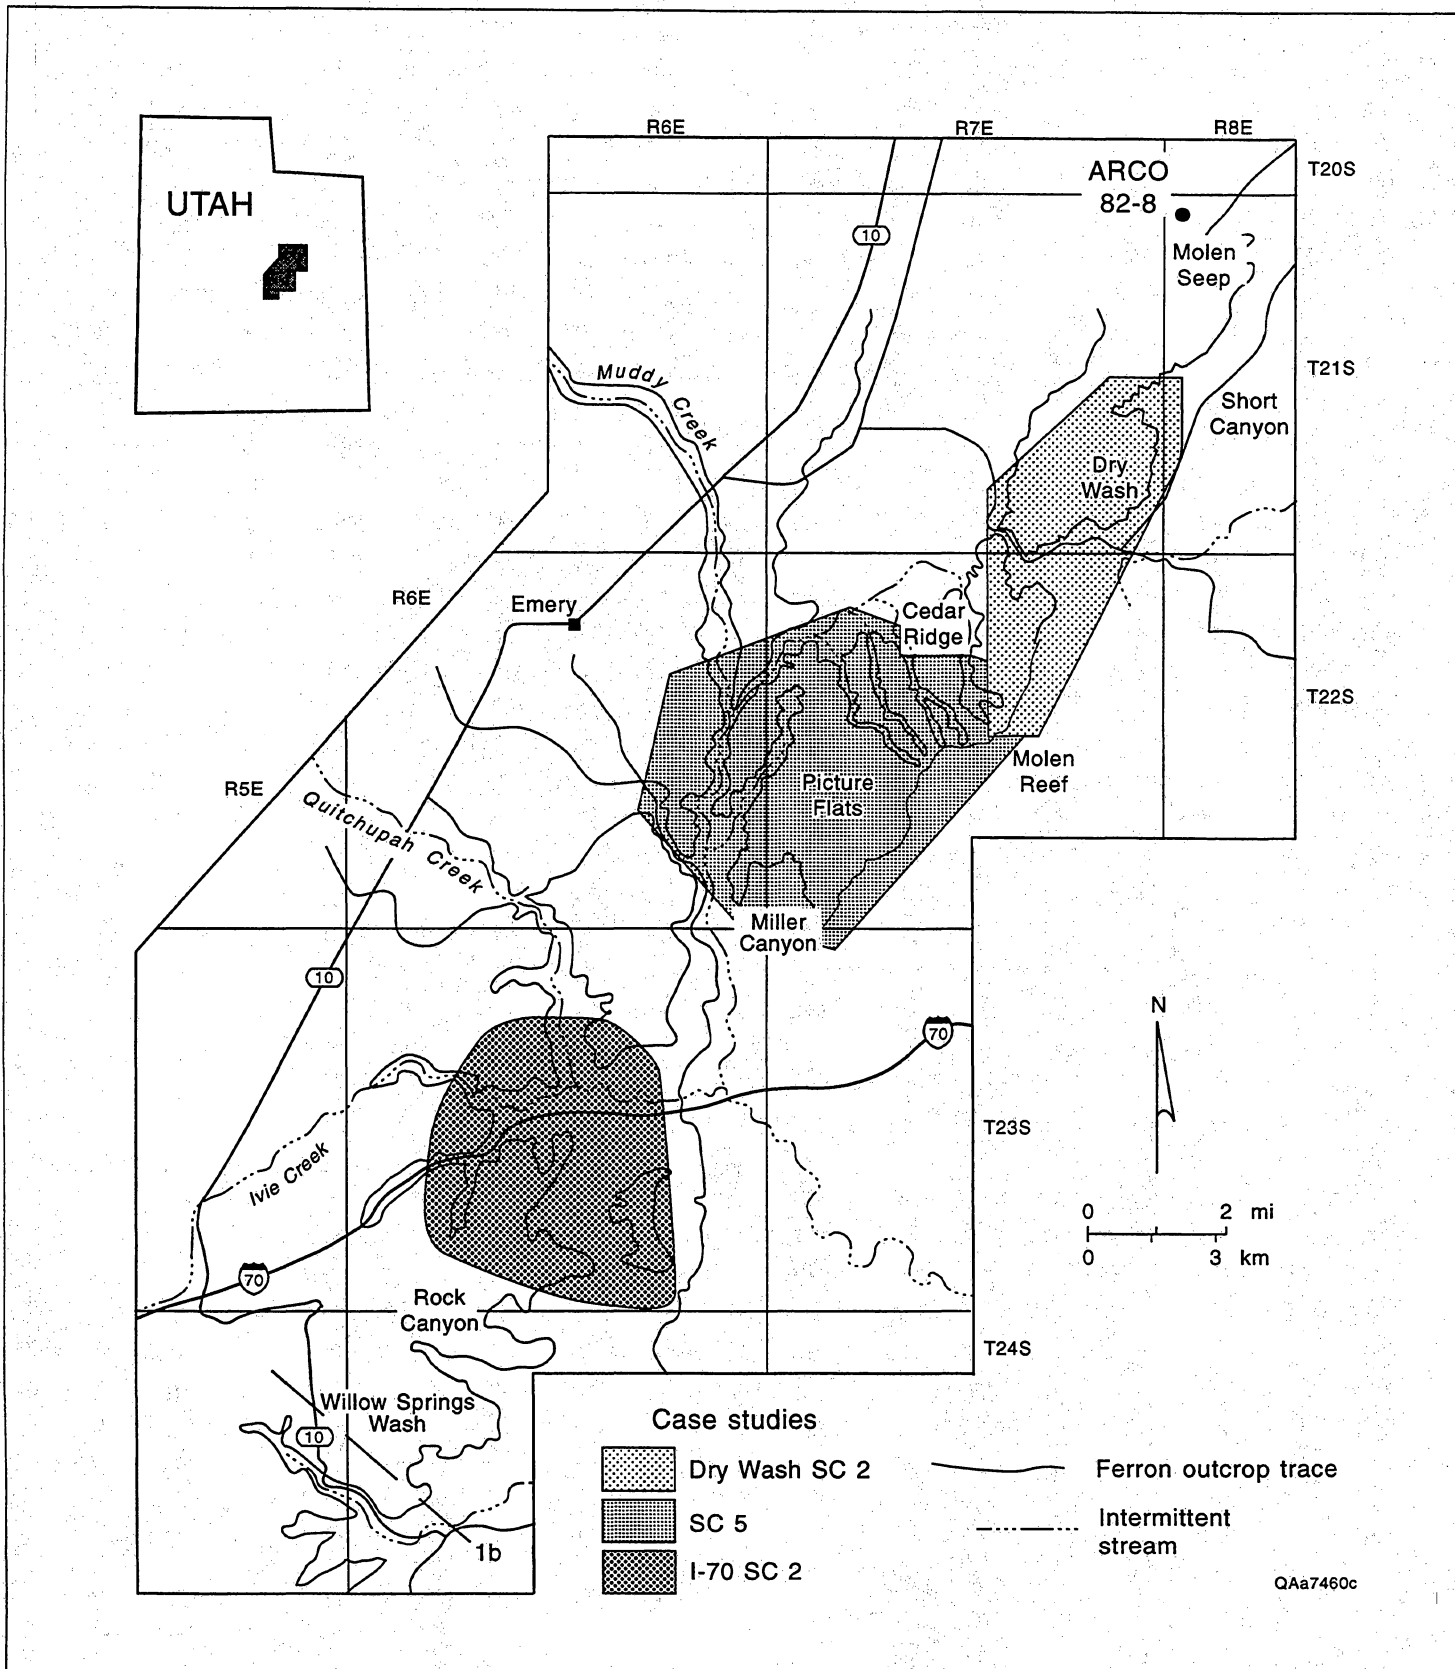 R6E
R7E
R8E
T20S
ARCO
82-8
UTAH
10
Molen
Seep
T21S
Muddy
Creek
Short
Canyon
Dry
Wash
R6E
Emery
Cedar
Ridge
T22S
R5E
Molen
Reef
Picture
Flats
Quitchupah Creek
Miller
Canyon
10
N
70
T23S
Ivie Creek
0 2 mi
0 3 km
70
Rock
Canyon
T24S
Willow Springs
Wash
10
1b
Case studies
Dry Wash SC 2
SC 5
I-70 SC 2
Ferron outcrop trace
Intermittent
stream
QAa7460c